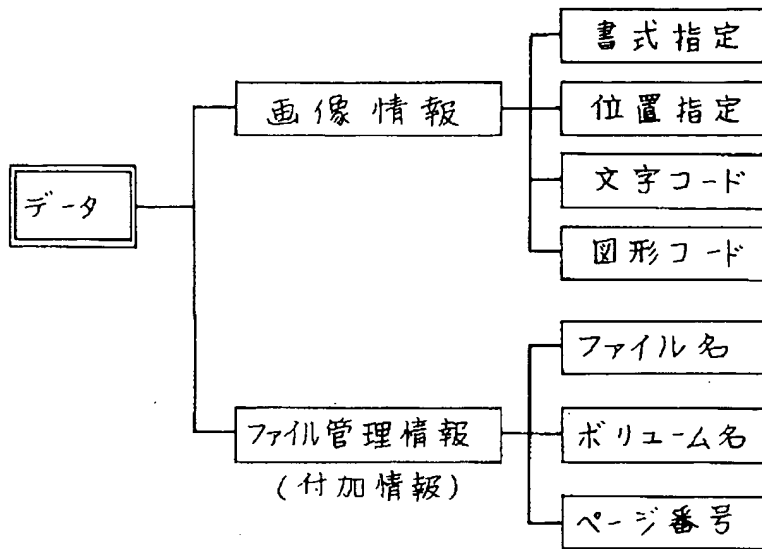 データ
画像情報
書式指定
位置指定
文字コード
図形コード
ファイル管理情報
(付加情報)
ファイル名
ボリューム名
ページ番号